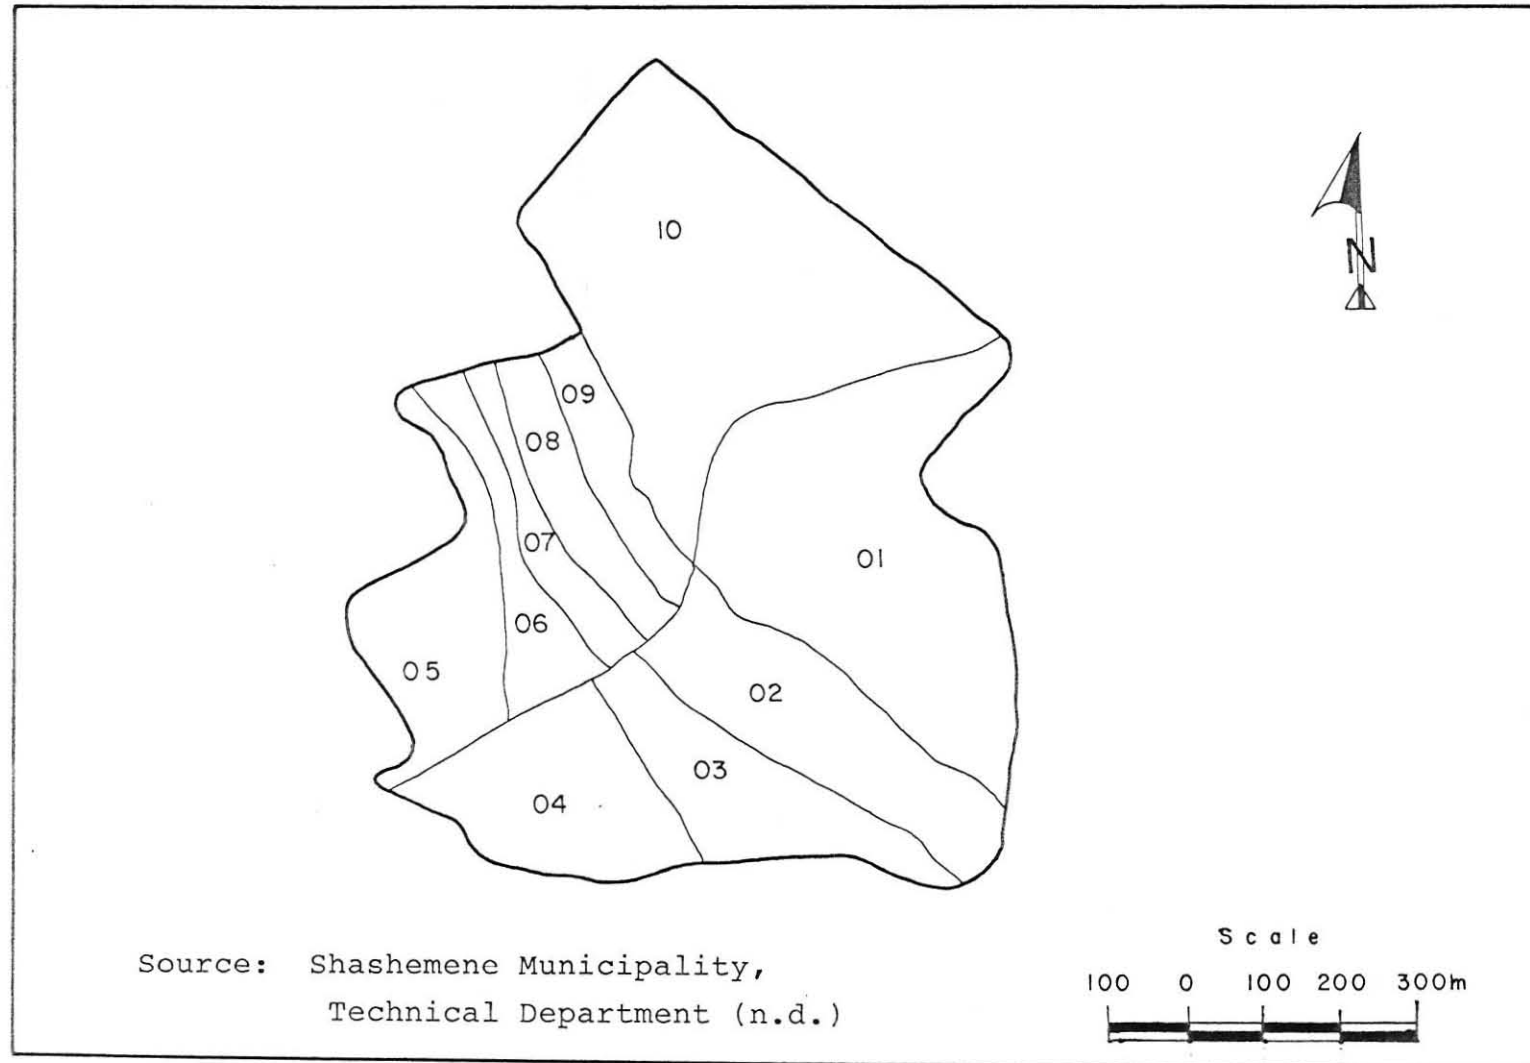 10
N
09
08
07
01
06
05
02
03
04
Source: Shashemene Municipality,
Technical Department (n.d.)
Scale
100 0 100 200 300m